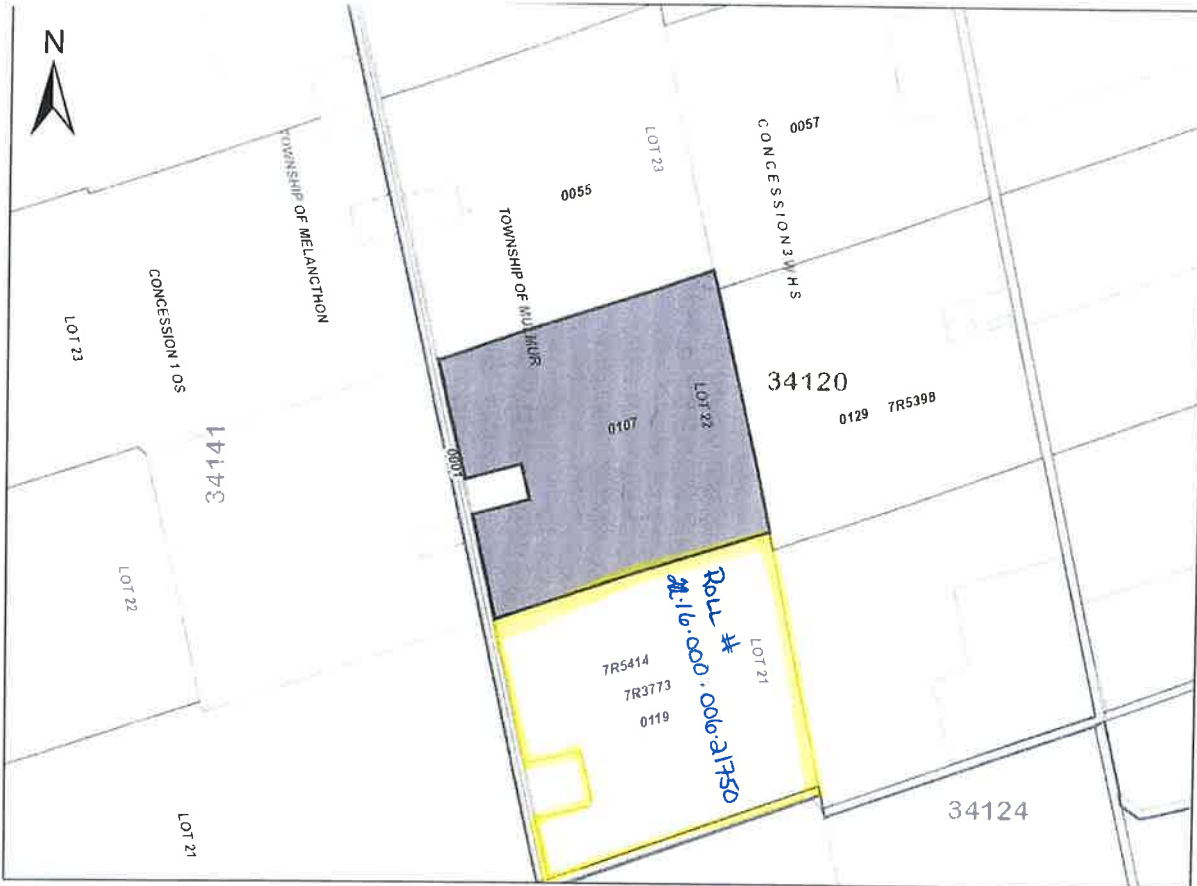 N
TOWNSHIP OF MELANCTHON
CONCESSION 1 OS
LOT 23
34141
LOT 22
LOT 21
0055
LOT 23
CONCESSION 3 WHS
0057
TOWNSHIP OF MULMUR
LOT 22
0107
0001
34120
0129 7R5398
ROLL #
22.16.000.006.21750
LOT 21
7R5414
7R3773
0119
34124